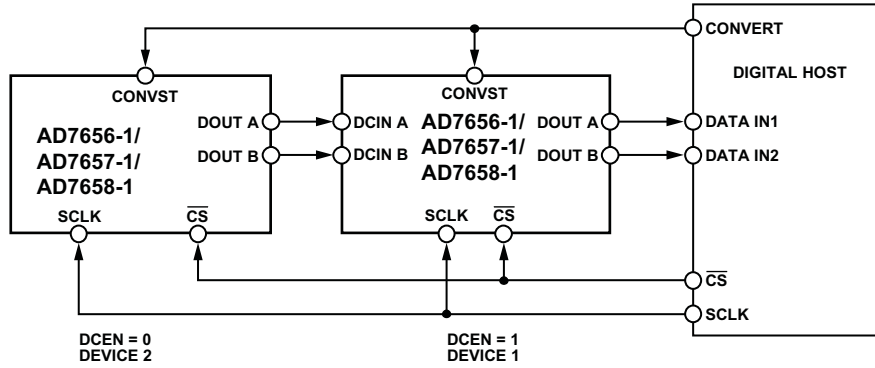 CONVERT
DIGITAL HOST
CONVST
CONVST
AD7656-1/
AD7657-1/
AD7658-1
DOUT A
DOUT B
DCIN A
DCIN B
AD7656-1/
AD7657-1/
AD7658-1
DOUT A
DOUT B
DATA IN1
DATA IN2
SCLK
CS
SCLK
CS
CS
SCLK
DCEN = 0
DEVICE 2
DCEN = 1
DEVICE 1